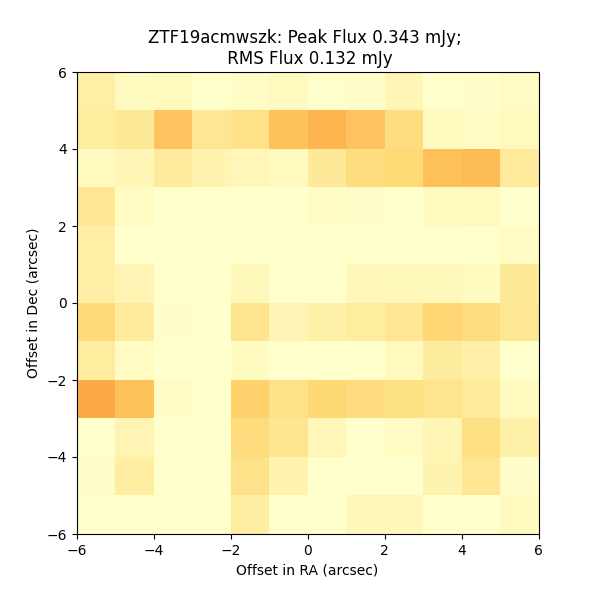 ZTF19acmwszk: Peak Flux 0.343 mJy;
RMS Flux 0.132 mJy
6
4
2
0
−2
−4
−6
Offset in Dec (arcsec)
−6 −4 −2 0 2 4 6
Offset in RA (arcsec)